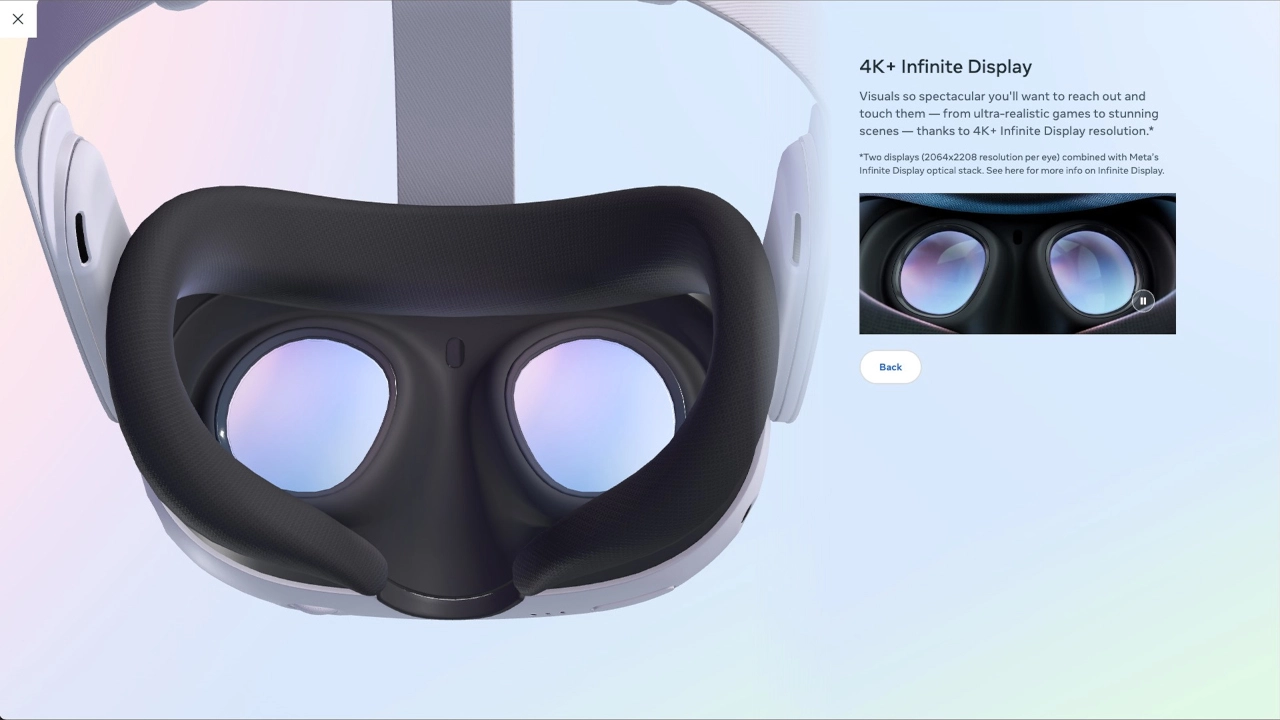 4K+ Infinite Display
Visuals so spectacular you'll want to reach out and
touch them — from ultra-realistic games to stunning
scenes — thanks to 4K+ Infinite Display resolution.*
*Two displays (2064x2208 resolution per eye) combined with Meta's
Infinite Display optical stack. See here for more info on Infinite Display.
Back